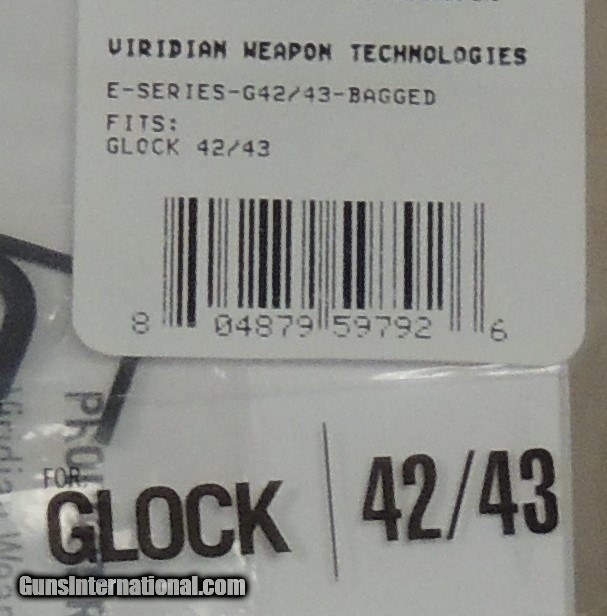 VIRIDIAN WEAPON TECHNOLOGIES
E-SERIES-G42/43-BAGGED
FITS:
GLOCK 42/43
8 04879 59792 6
FOR:
GLOCK | 42/43
GunsInternational.com